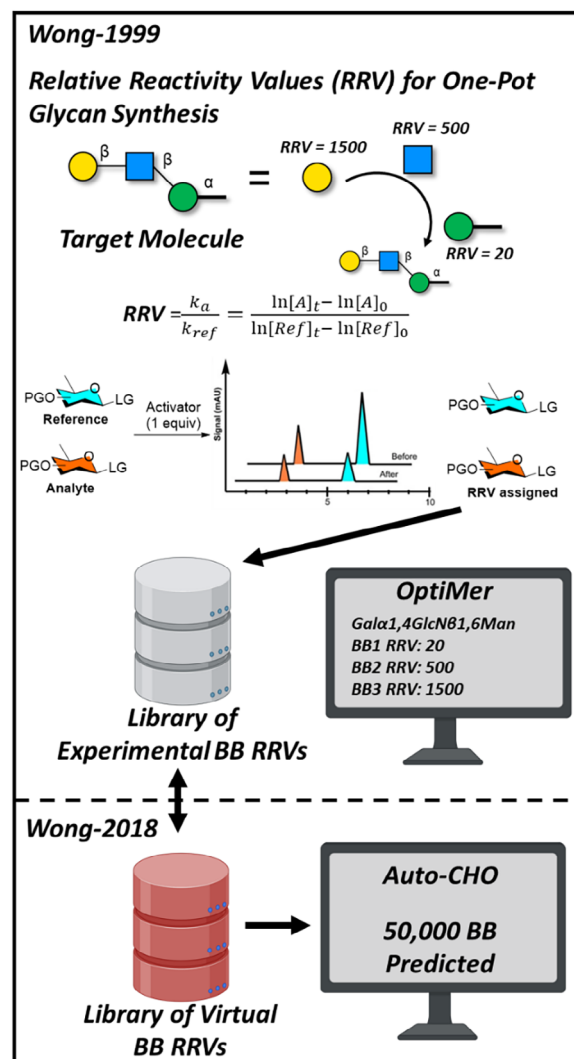 Wong-1999
Relative Reactivity Values (RRV) for One-Pot
Glycan Synthesis
β
β
α
=
RRV = 1500
RRV = 500
RRV = 20
β
β
α
Target Molecule
RRV = k_a / k_ref = ln[A]_t − ln[A]_0 / ln[Ref]_t − ln[Ref]_0
PGO O LG
Reference
PGO O LG
Analyte
Activator
(1 equiv)
Signal (mAU)
Before
After
5
10
PGO O LG
PGO O LG
RRV assigned
OptiMer
Galα1,4GlcNβ1,6Man
BB1 RRV: 20
BB2 RRV: 500
BB3 RRV: 1500
Library of
Experimental BB RRVs
Wong-2018
Auto-CHO
50,000 BB
Predicted
Library of Virtual
BB RRVs